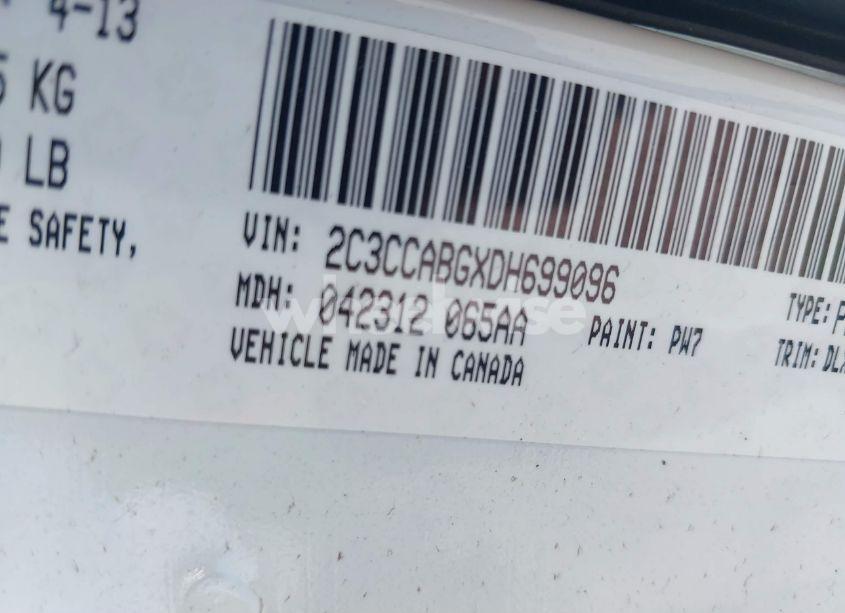 4-13
KG
LB
SAFETY,
VIN: 2C3CCABGXDH699096
MDH: 042312 065AA
PAINT: PW7
VEHICLE MADE IN CANADA
TYPE:
TRIM: